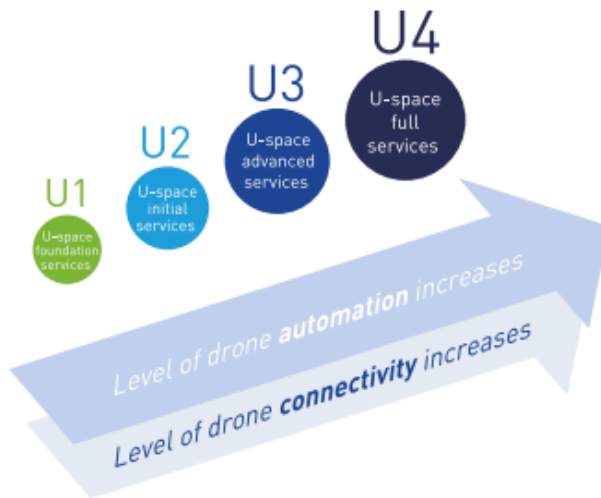 U4
U-space
full
services
U3
U-space
advanced
services
U2
U-space
initial
services
U1
U-space
foundation
services
Level of drone automation increases
Level of drone connectivity increases